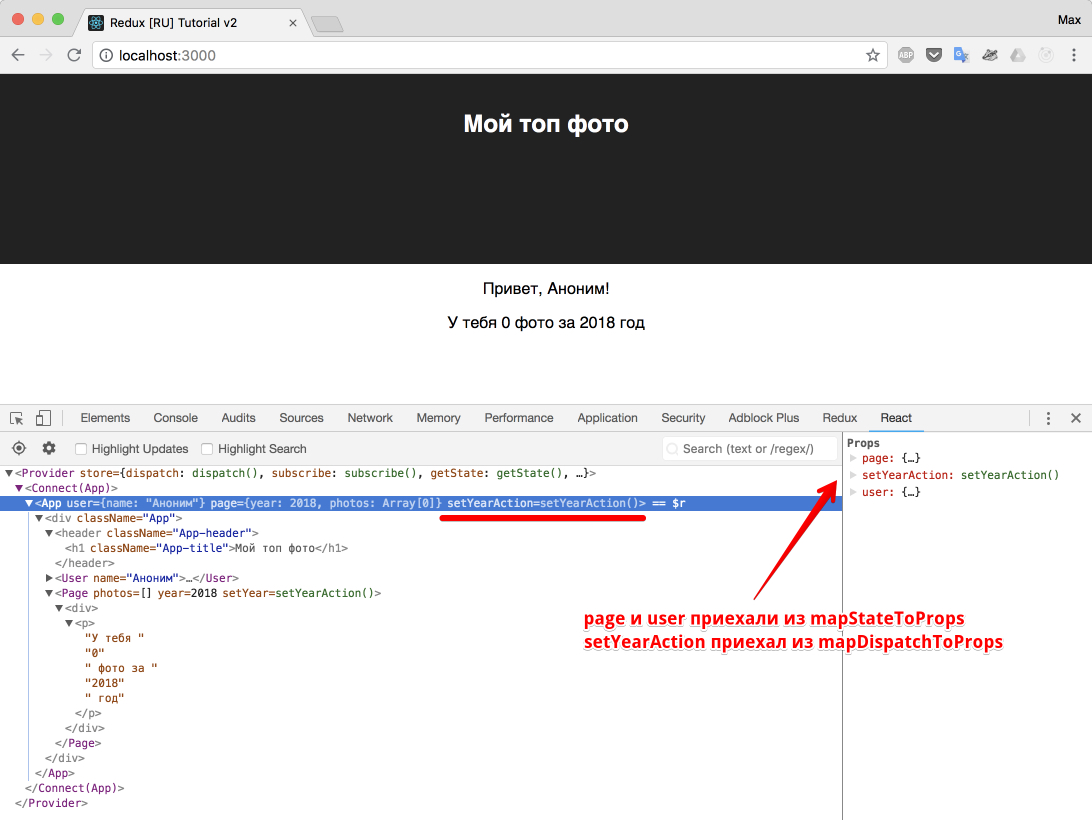 Redux [RU] Tutorial v2
Max
localhost:3000
ABP
Мой топ фото
Привет, Аноним!
У тебя 0 фото за 2018 год
Elements Console Audits Sources Network Memory Performance Application Security Adblock Plus Redux React
Highlight Updates Highlight Search Search (text or /regex/)
Props
page: {…}
setYearAction: setYearAction()
user: {…}
<Provider store={dispatch: dispatch(), subscribe: subscribe(), getState: getState(), …}>
<Connect(App)>
<App user={name: "Аноним"} page={year: 2018, photos: Array[0]} setYearAction=setYearAction()> == $r
<div className="App">
<header className="App-header">
<h1 className="App-title">Мой топ фото</h1>
</header>
<User name="Аноним">…</User>
<Page photos=[] year=2018 setYear=setYearAction()>
<div>
<p>
"У тебя "
"0"
" фото за "
"2018"
" год"
</p>
</div>
</Page>
</div>
</App>
</Connect(App)>
</Provider>
page и user приехали из mapStateToProps
setYearAction приехал из mapDispatchToProps